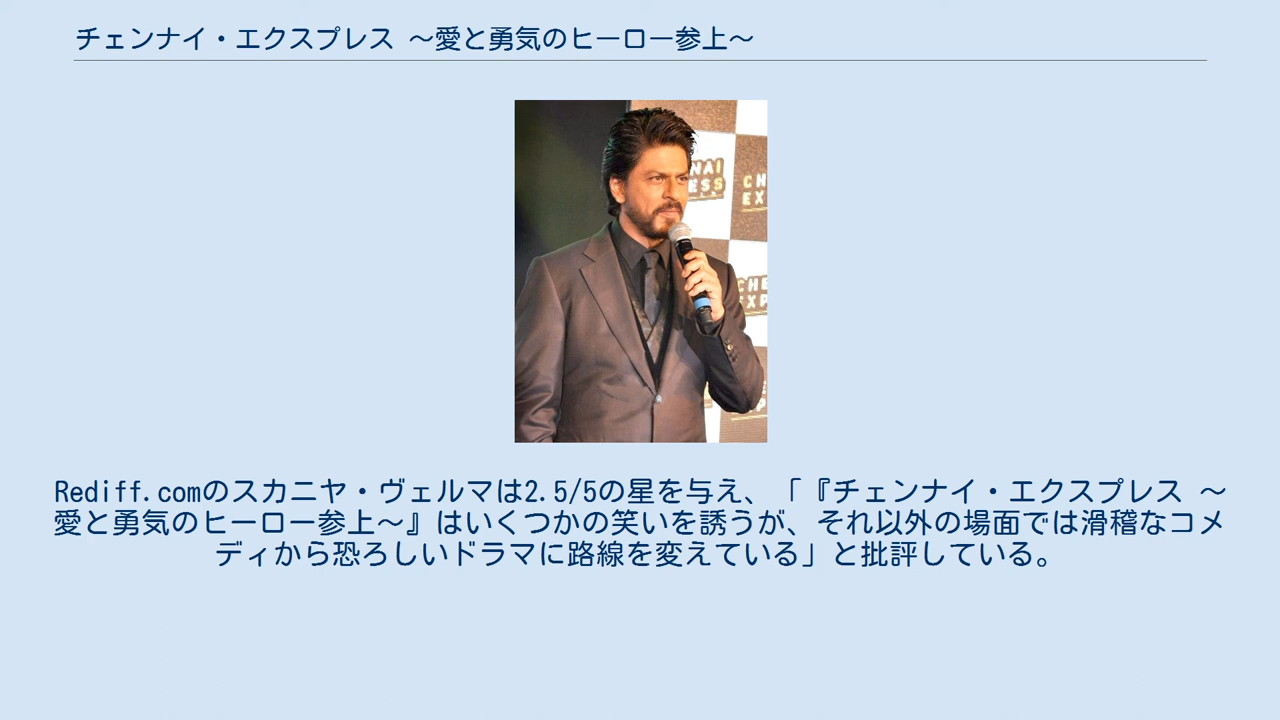 チェンナイ・エクスプレス ～愛と勇気のヒーロー参上～
NAI
ESS
CH
EX
CHE
EXP
Rediff.comのスカニヤ・ヴェルマは2.5/5の星を与え、「『チェンナイ・エクスプレス ～
愛と勇気のヒーロー参上～』はいくつかの笑いを誘うが、それ以外の場面では滑稽なコメ
ディから恐ろしいドラマに路線を変えている」と批評している。